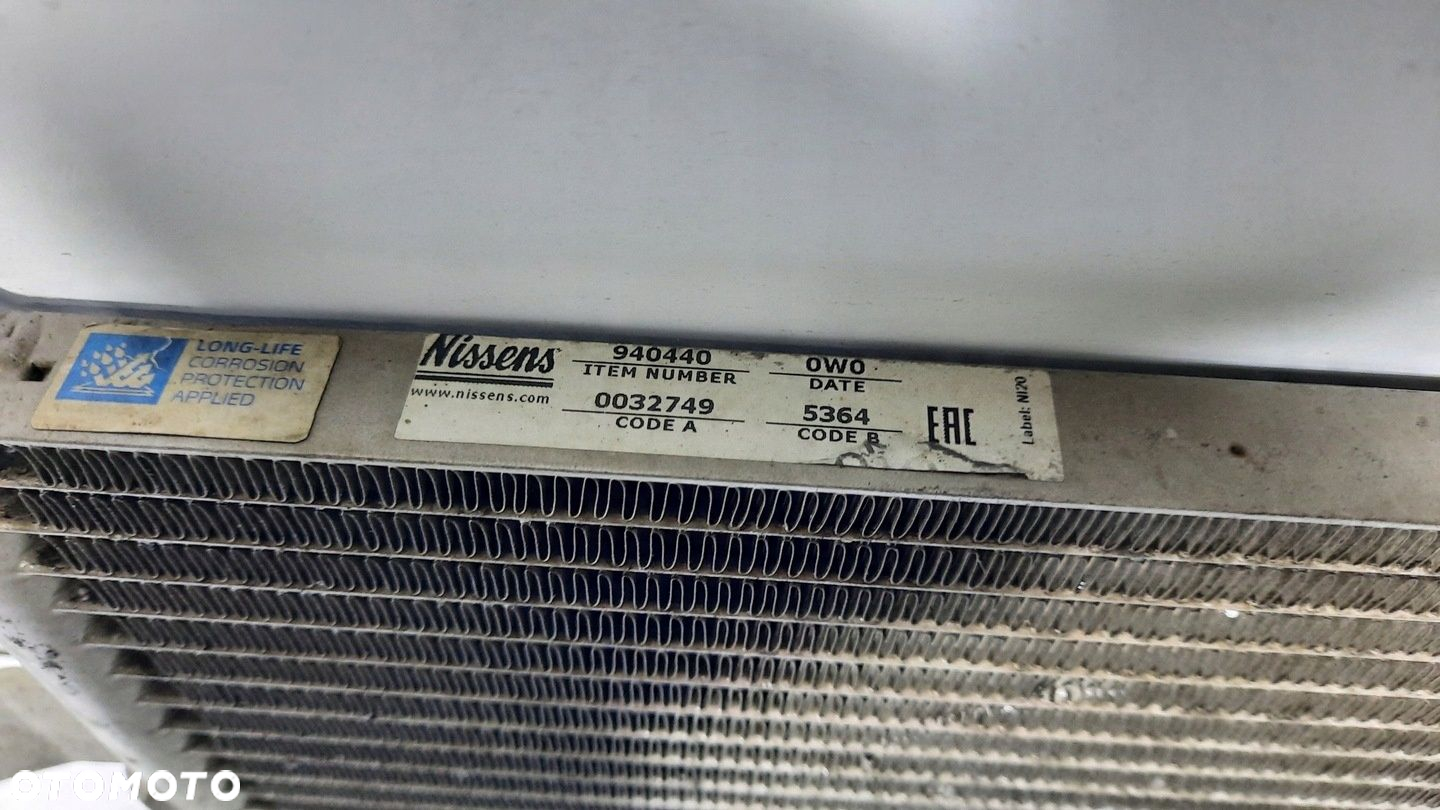 LONG-LIFE
CORROSION
PROTECTION
APPLIED
Nissens
www.nissens.com
940440
ITEM NUMBER
0032749
CODE A
0W0
DATE
5364
CODE B
EAC
Label: NI20
OTOMOTO